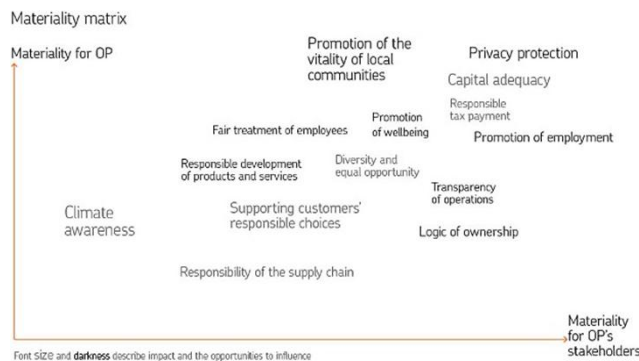 Materiality matrix
Materiality for OP
Promotion of the
vitality of local
communities
Privacy protection
Capital adequacy
Responsible
tax payment
Promotion
of wellbeing
Fair treatment of employees
Promotion of employment
Responsible development
of products and services
Diversity and
equal opportunity
Transparency
of operations
Climate
awareness
Supporting customers'
responsible choices
Logic of ownership
Responsibility of the supply chain
Materiality
for OP's
stakeholders
Font size and darkness describe impact and the opportunities to influence